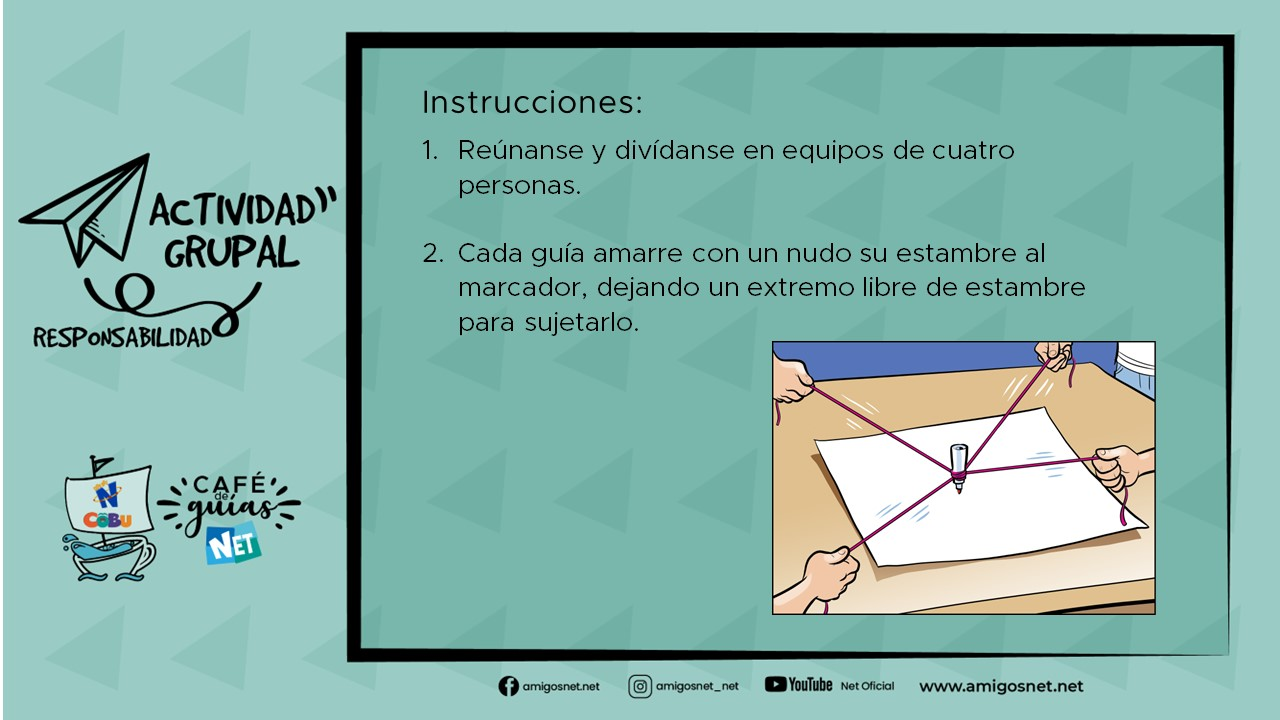 ACTIVIDAD
GRUPAL
RESPONSABILIDAD
N
COBU
CAFÉ
de
guías
NET
Instrucciones:
1. Reúnanse y divídanse en equipos de cuatro
personas.
2. Cada guía amarre con un nudo su estambre al
marcador, dejando un extremo libre de estambre
para sujetarlo.
amigosnet.net amigosnet_net YouTube Net Oficial www.amigosnet.net